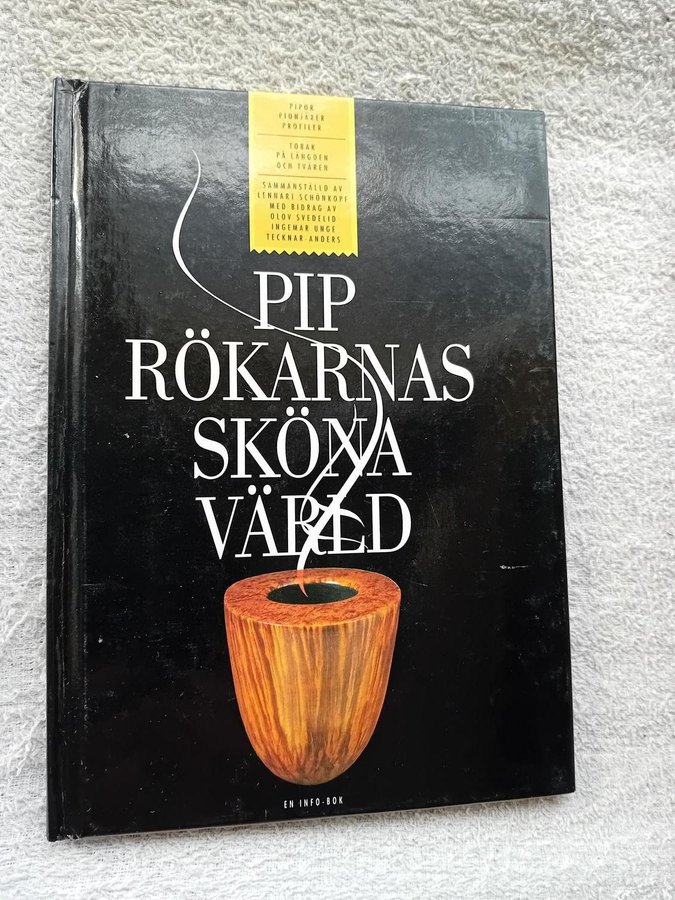 PIPOR
PIONJÄRER
PROFILER
TOBAK
PÅ LÄNGDEN
OCH TVÄREN
SAMMANSTÄLLD AV
LENNART SCHÖNKOPF
MED BIDRAG AV
OLOV SVEDELID
INGEMAR UNGE
TECKNAR-ANDERS
PIP
RÖKARNAS
SKÖNA
VÄRLD
EN INFO-BOK